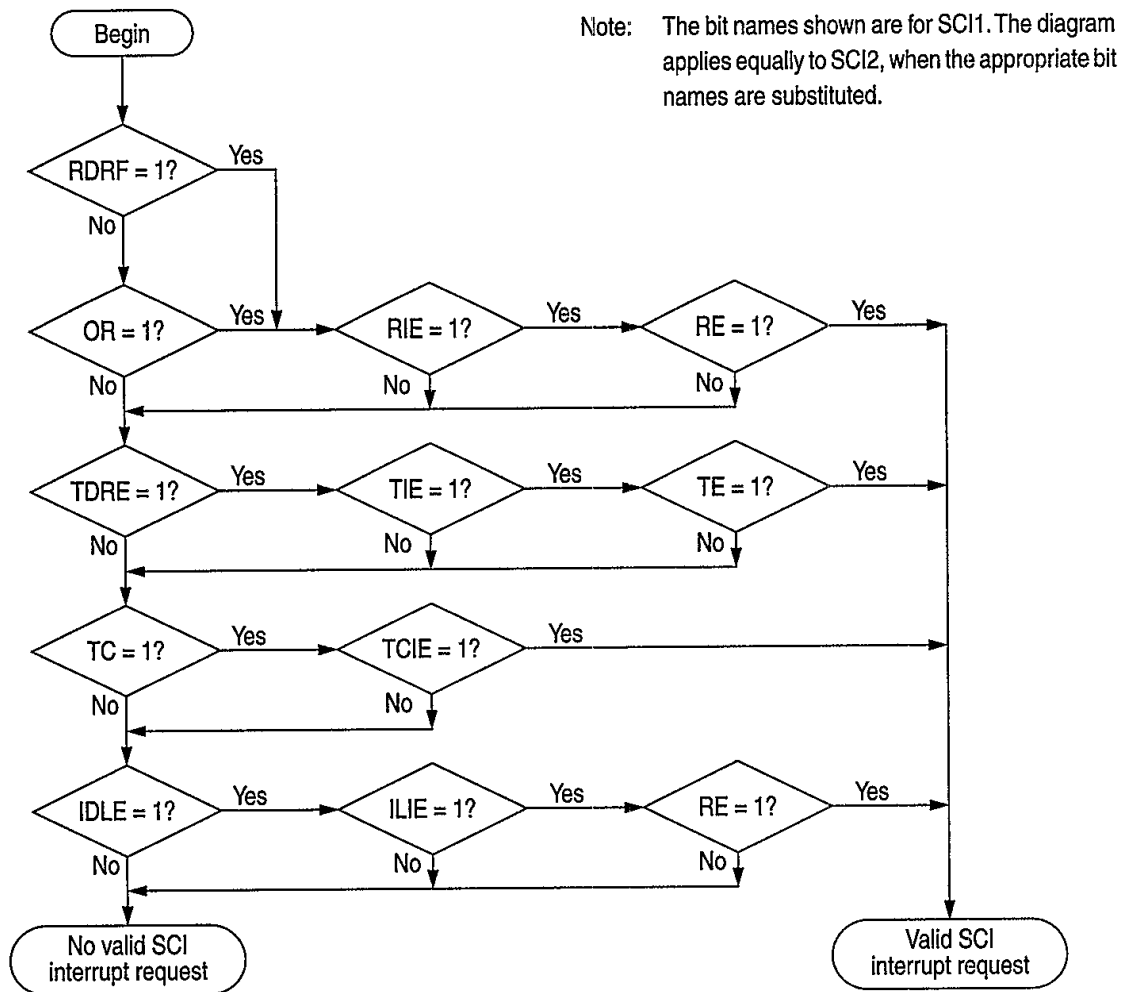 Begin
Note: The bit names shown are for SCI1. The diagram
applies equally to SCI2, when the appropriate bit
names are substituted.
RDRF = 1?
Yes
No
OR = 1?
Yes
RIE = 1?
Yes
RE = 1?
Yes
No
No
No
TDRE = 1?
Yes
TIE = 1?
Yes
TE = 1?
Yes
No
No
No
TC = 1?
Yes
TCIE = 1?
Yes
No
No
IDLE = 1?
Yes
ILIE = 1?
Yes
RE = 1?
Yes
No
No
No
No valid SCI
interrupt request
Valid SCI
interrupt request